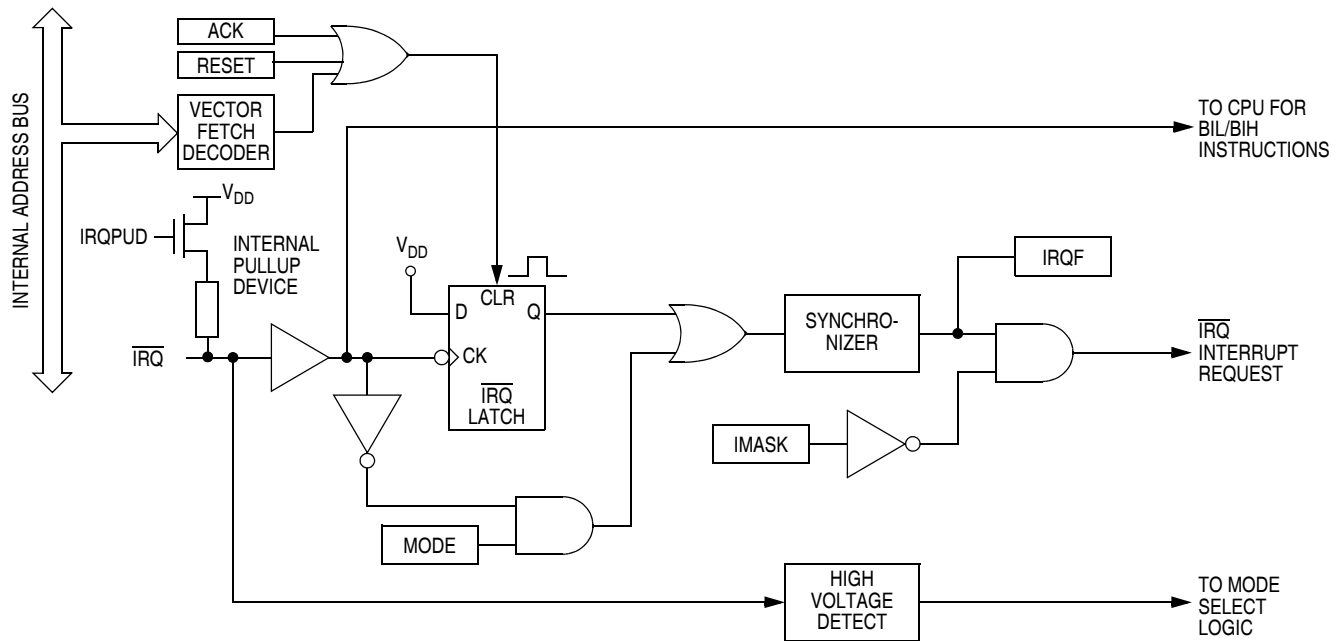 INTERNAL ADDRESS BUS
ACK
RESET
VECTOR
FETCH
DECODER
TO CPU FOR
BIL/BIH
INSTRUCTIONS
VDD
IRQPUD
INTERNAL
PULLUP
DEVICE
VDD
CLR
D
Q
CK
IRQ
LATCH
IRQ
SYNCHRO-
NIZER
IRQF
IRQ
INTERRUPT
REQUEST
IMASK
MODE
HIGH
VOLTAGE
DETECT
TO MODE
SELECT
LOGIC